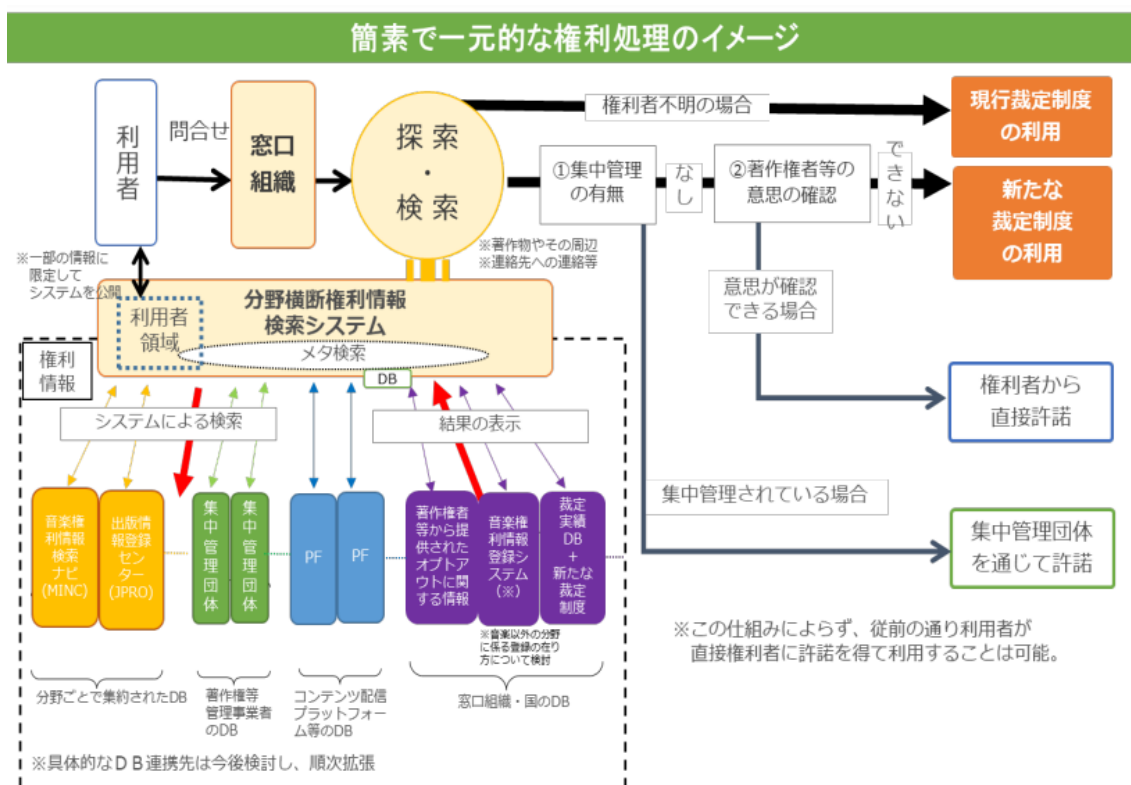 簡素で一元的な権利処理のイメージ
利用者
問合せ
窓口
組織
探索
・
検索
権利者不明の場合
現行裁定制度
の利用
①集中管理
の有無
なし
②著作権者等の
意思の確認
できない
新たな
裁定制度
の利用
※一部の情報に
限定して
システムを公開
※著作物やその周辺
※連絡先への連絡等
意思が確認
できる場合
分野横断権利情報
検索システム
利用者
領域
メタ検索
DB
権利
情報
システムによる検索
結果の表示
権利者から
直接許諾
集中管理されている場合
集中管理団体
を通じて許諾
音楽権
利情報
検索
ナビ
(MINC)
出版情
報登録
セン
ター
(JPRO)
集中管理団体
集中管理団体
PF
PF
著作権者
等から提
供された
オプトア
ウトに関
する情報
音楽権
利情報
登録シ
ステム
(※)
裁定
実績
DB
+
新たな
裁定
制度
※音楽以外の分野
に係る登録の在り
方について検討
※この仕組みによらず、従前の通り利用者が
直接権利者に許諾を得て利用することは可能。
分野ごとで集約されたDB
著作権等
管理事業者
のDB
コンテンツ配信
プラットフォー
ム等のDB
窓口組織・国のDB
※具体的なDB連携先は今後検討し、順次拡張